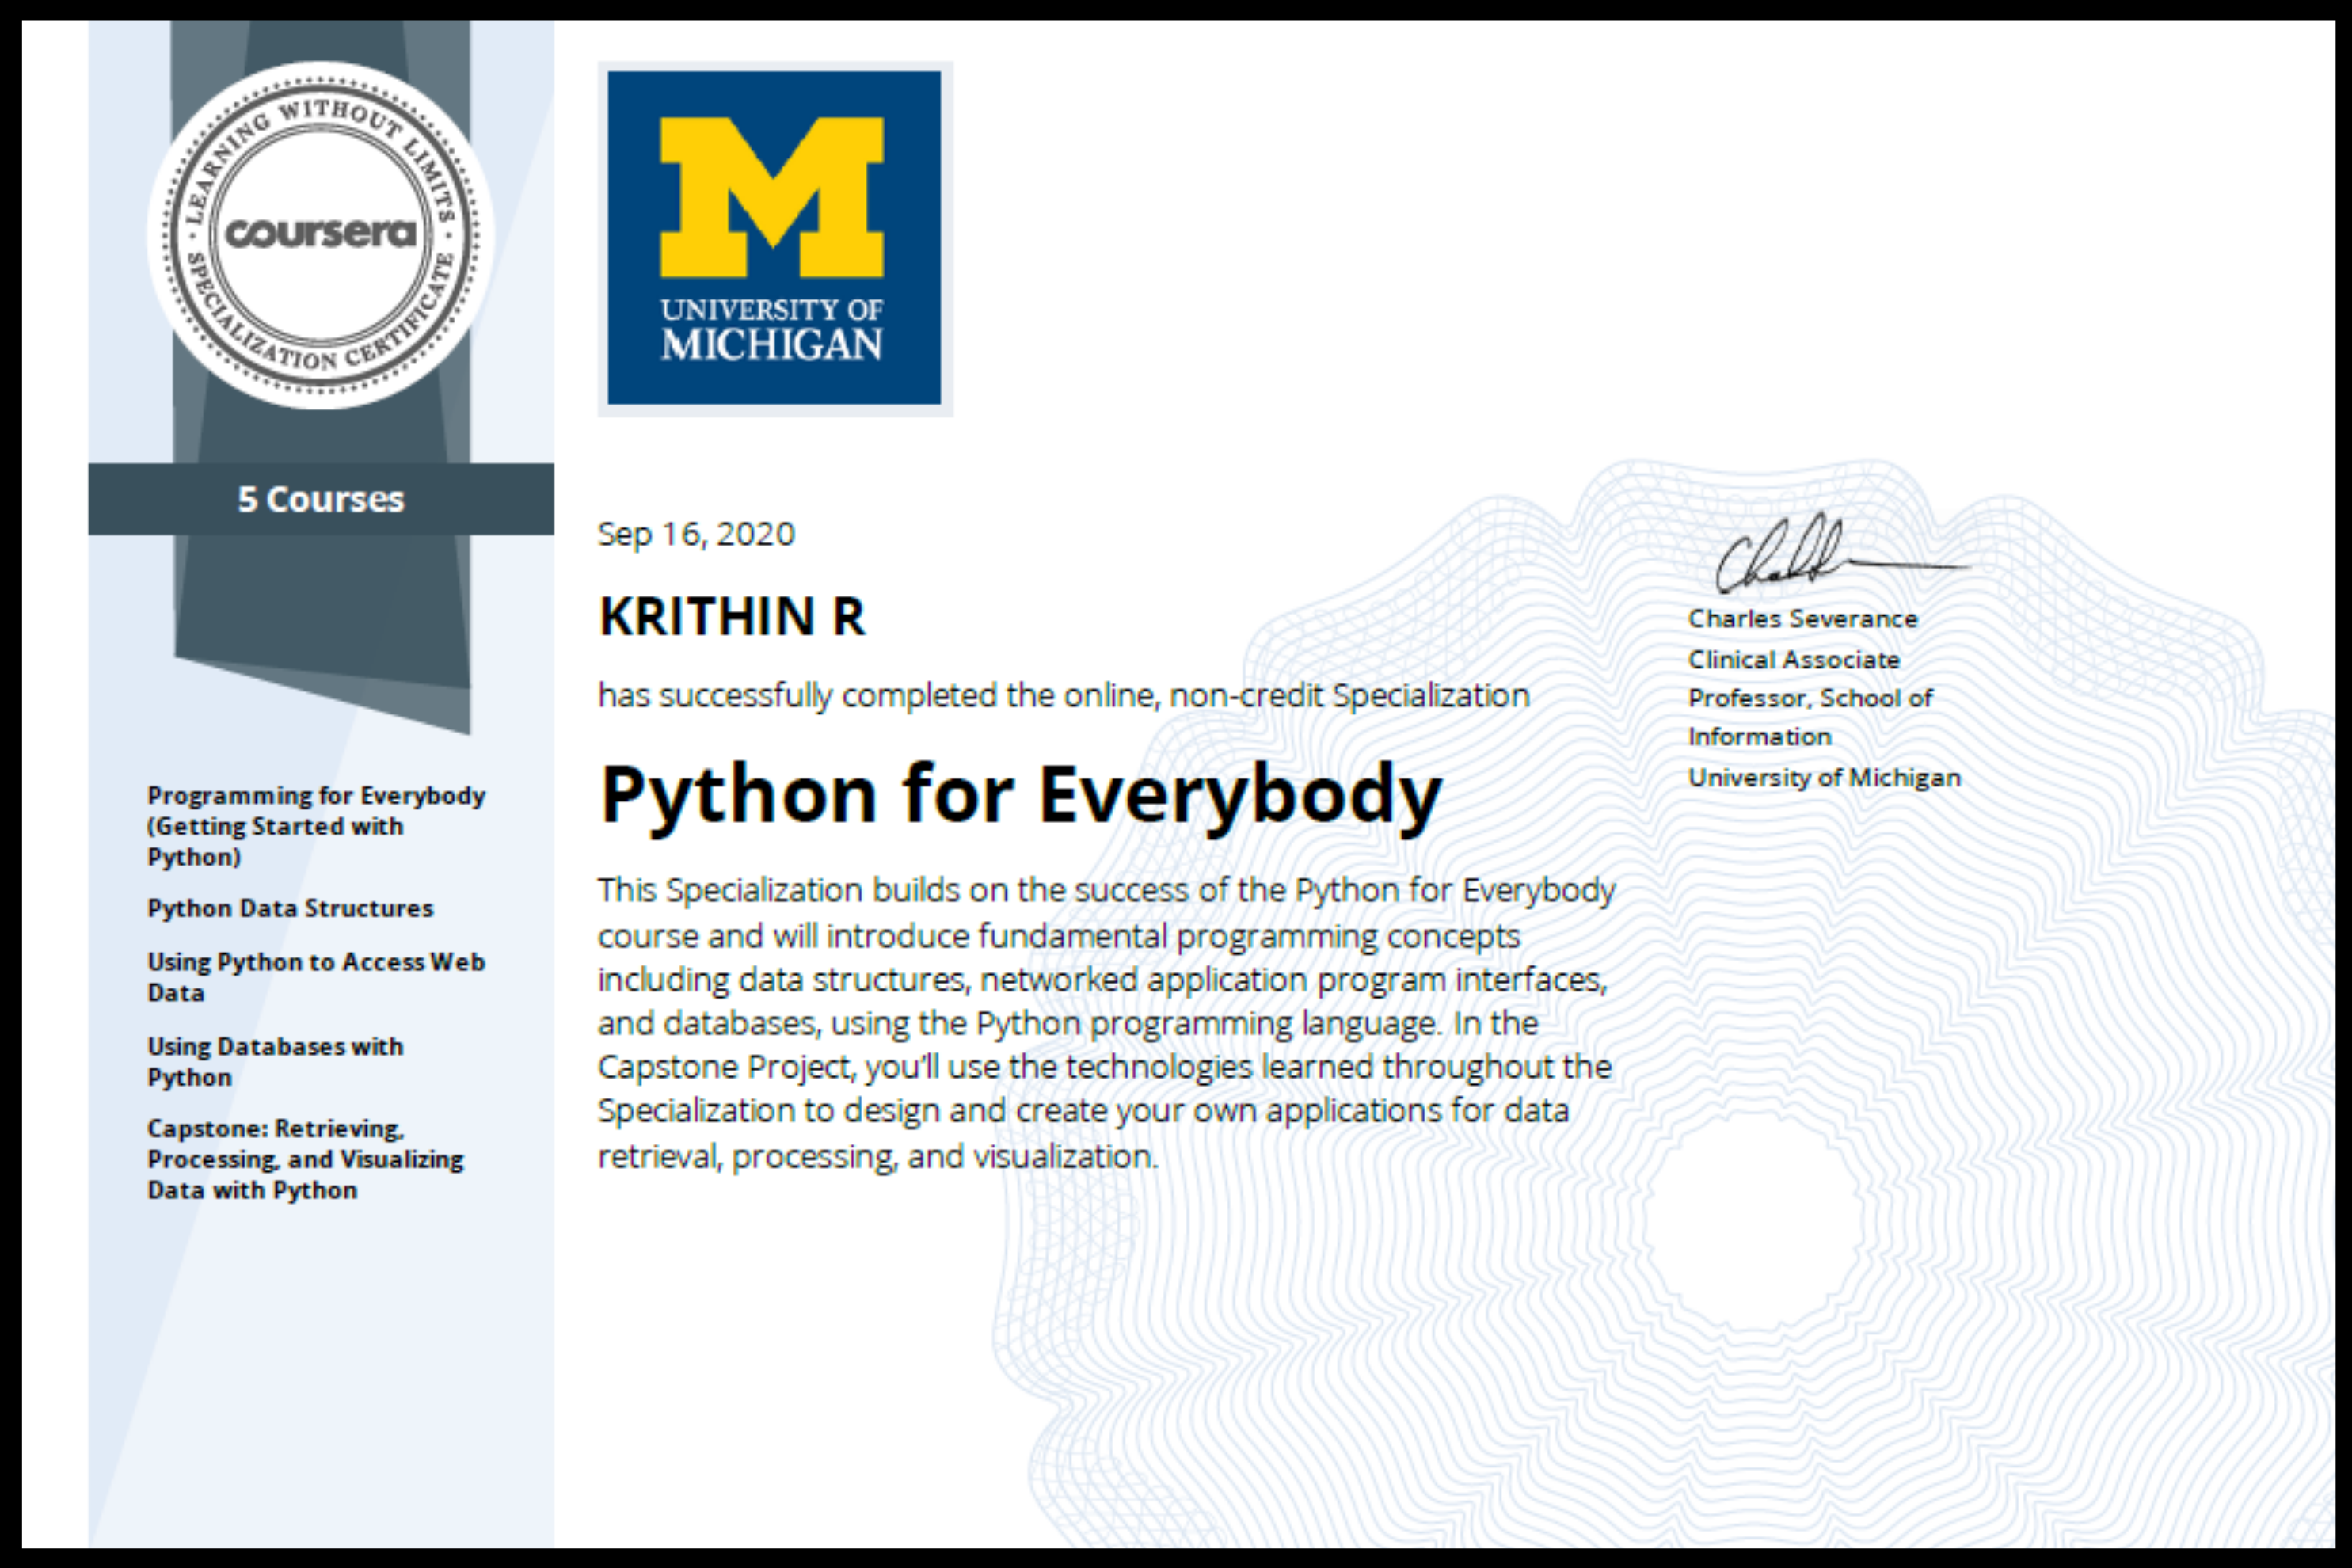 · LEARNING WITHOUT LIMITS ·
coursera
SPECIALIZATION CERTIFICATE
5 Courses
Programming for Everybody
(Getting Started with
Python)
Python Data Structures
Using Python to Access Web
Data
Using Databases with
Python
Capstone: Retrieving,
Processing, and Visualizing
Data with Python
M
UNIVERSITY OF
MICHIGAN
Sep 16, 2020
KRITHIN R
has successfully completed the online, non-credit Specialization
Python for Everybody
This Specialization builds on the success of the Python for Everybody
course and will introduce fundamental programming concepts
including data structures, networked application program interfaces,
and databases, using the Python programming language. In the
Capstone Project, you’ll use the technologies learned throughout the
Specialization to design and create your own applications for data
retrieval, processing, and visualization.
Charles Severance
Clinical Associate
Professor, School of
Information
University of Michigan